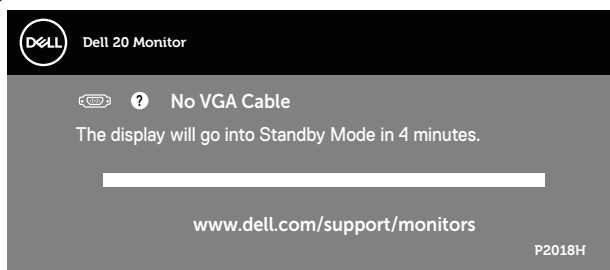 DELL
Dell 20 Monitor
? No VGA Cable
The display will go into Standby Mode in 4 minutes.
www.dell.com/support/monitors
P2018H